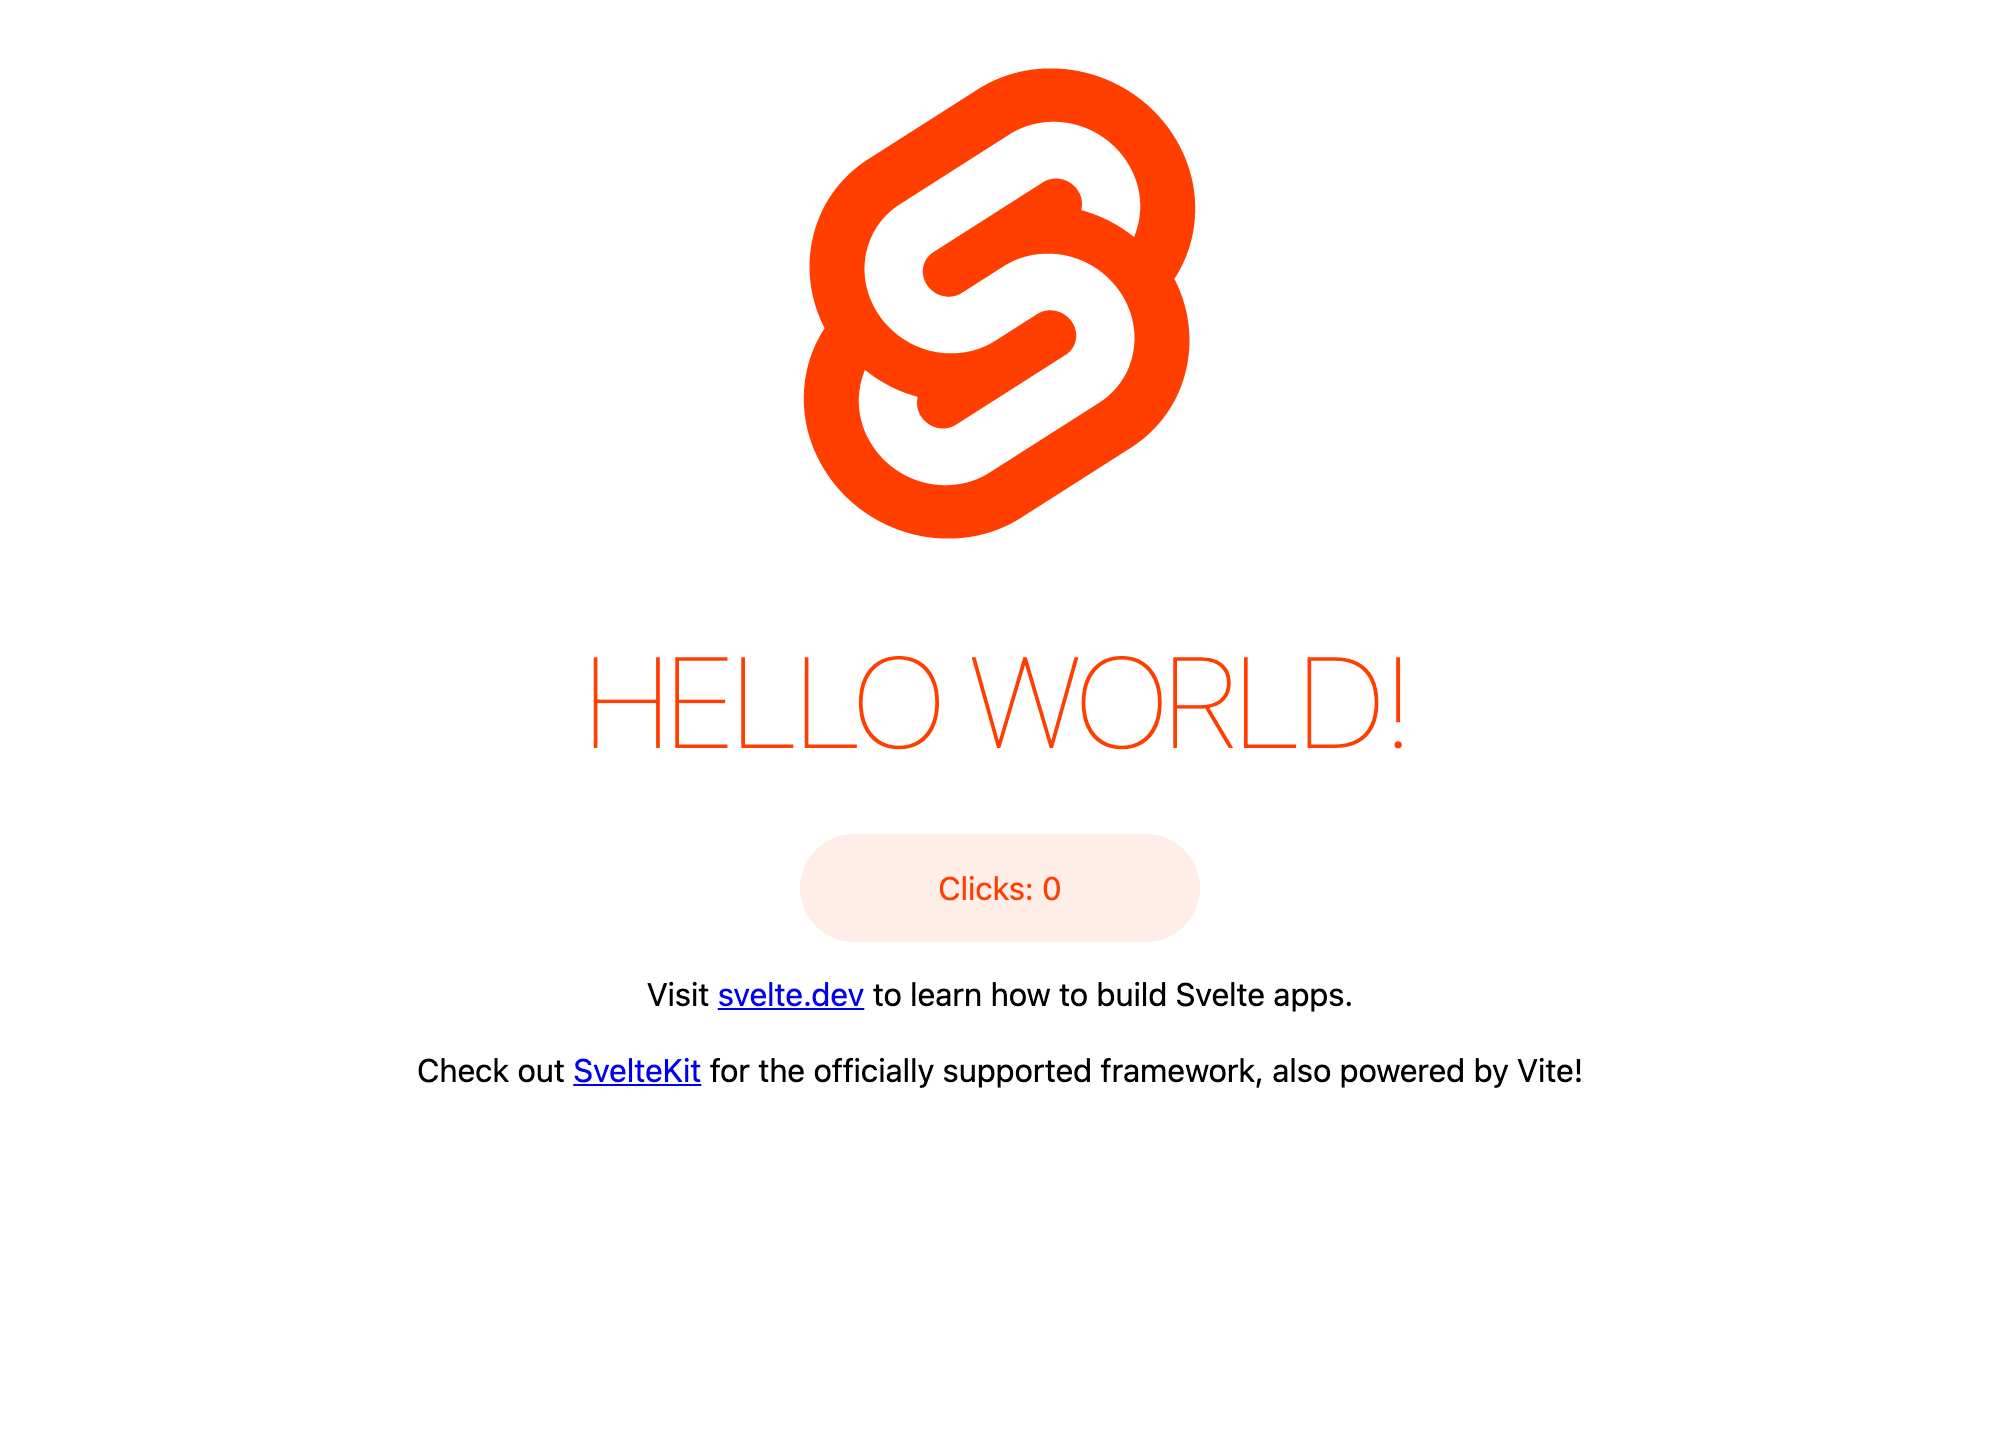 HELLO WORLD!
Clicks: 0
Visit svelte.dev to learn how to build Svelte apps.
Check out SvelteKit for the officially supported framework, also powered by Vite!